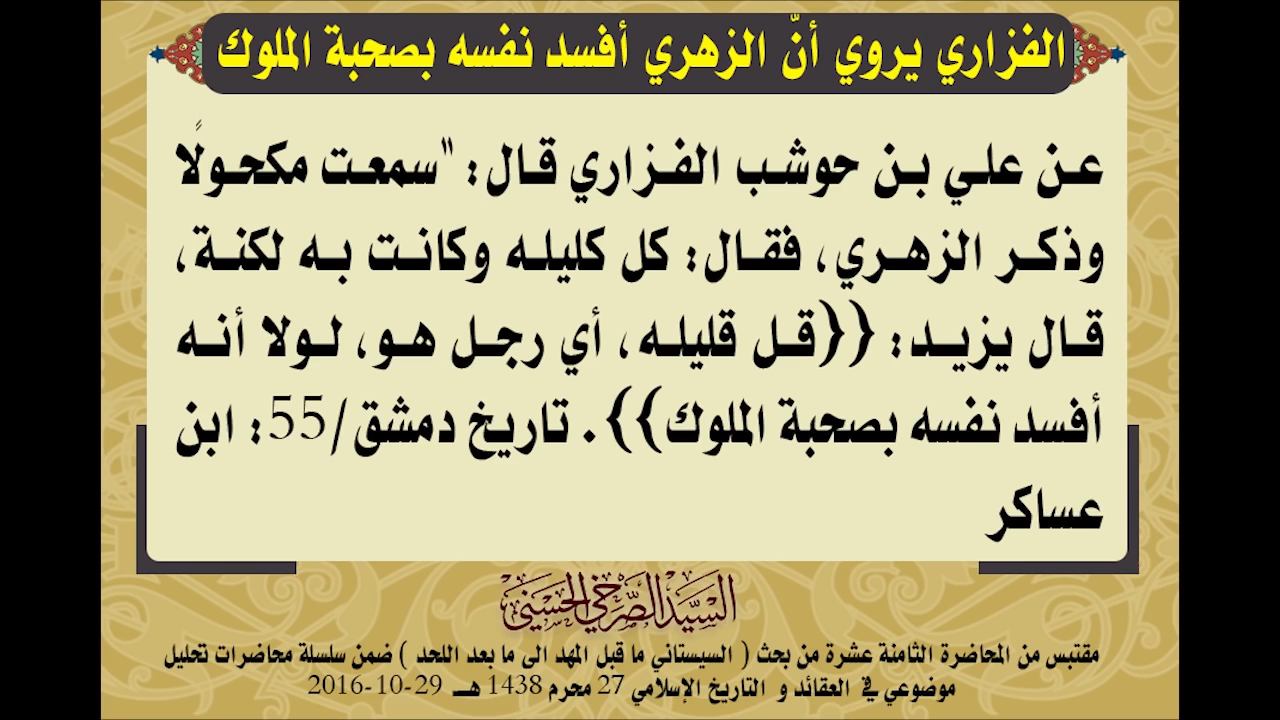 الفزاري يروي أنّ الزهري أفسد نفسه بصحبة الملوك
عن علي بن حوشب الفزاري قال: "سمعت مكحولًا
وذكر الزهري، فقال: كل كليله وكانت به لكنة،
قال يزيد: {{قل قليله، أي رجل هو، لولا أنه
أفسد نفسه بصحبة الملوك}}. تاريخ دمشق/55: ابن
عساكر
السيد الصرخي الحسني
مقتبس من المحاضرة الثامنة عشرة من بحث ( السيستاني ما قبل المهد الى ما بعد اللحد ) ضمن سلسلة محاضرات تحليل
موضوعي في العقائد و التاريخ الإسلامي 27 محرم 1438 هـ 29-10-2016